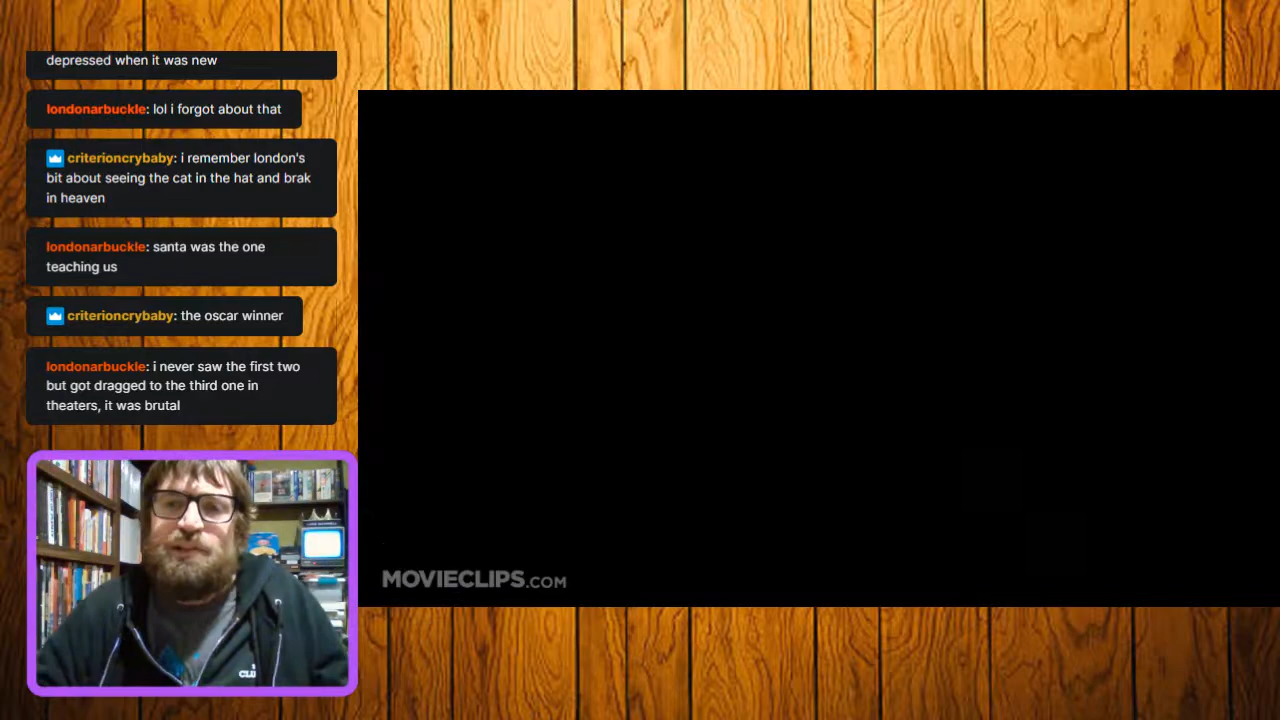 depressed when it was new
londonarbuckle: lol i forgot about that
criterioncrybaby: i remember london's
bit about seeing the cat in the hat and brak
in heaven
londonarbuckle: santa was the one
teaching us
criterioncrybaby: the oscar winner
londonarbuckle: i never saw the first two
but got dragged to the third one in
theaters, it was brutal
MOVIECLIPS.COM